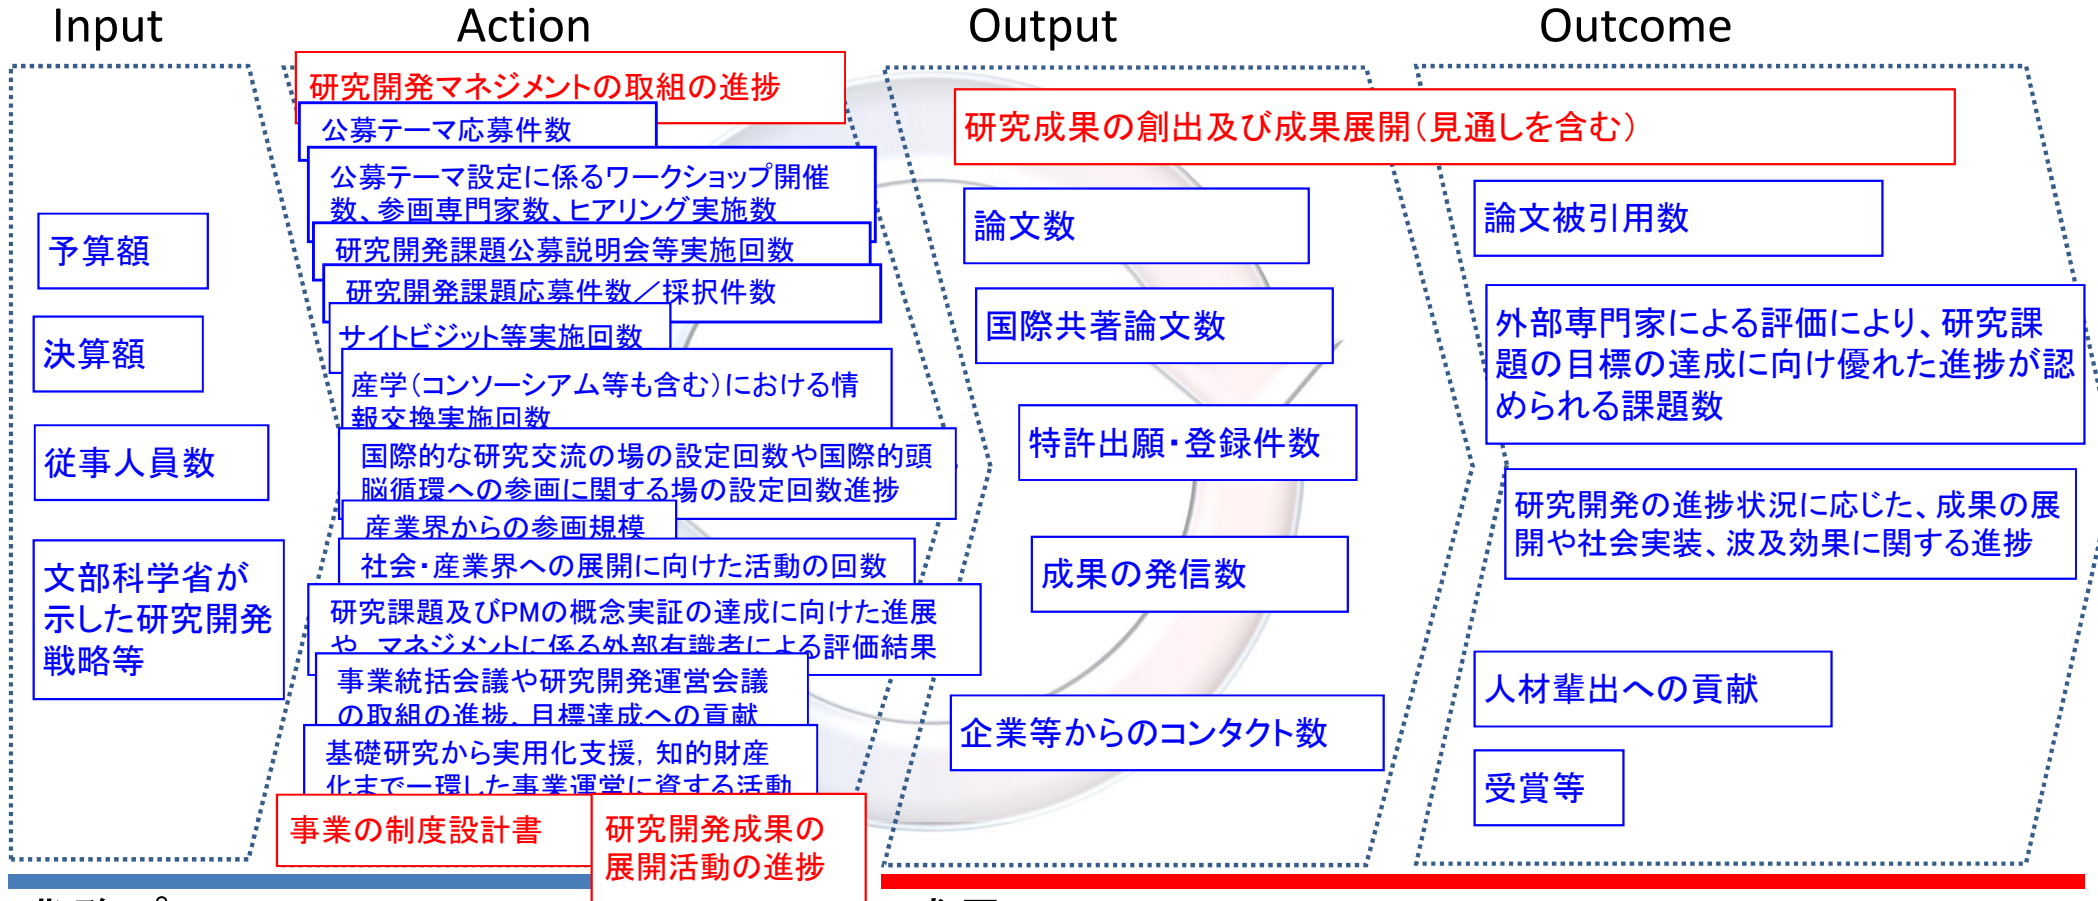 Input
Action
Output
Outcome
予算額
決算額
従事人員数
文部科学省が
示した研究開発
戦略等
研究開発マネジメントの取組の進捗
公募テーマ応募件数
公募テーマ設定に係るワークショップ開催
数、参画専門家数、ヒアリング実施数
研究開発課題公募説明会等実施回数
研究開発課題応募件数／採択件数
サイトビジット等実施回数
産学（コンソーシアム等も含む）における情
報交換実施回数
国際的な研究交流の場の設定回数や国際的頭
脳循環への参画に関する場の設定回数進捗
産業界からの参画規模
社会・産業界への展開に向けた活動の回数
研究課題及びPMの概念実証の達成に向けた進展
や、マネジメントに係る外部有識者による評価結果
事業統括会議や研究開発運営会議
の取組の進捗、目標達成への貢献
基礎研究から実用化支援，知的財産
化まで一環した事業運営に資する活動
事業の制度設計書
研究開発成果の
展開活動の進捗
研究成果の創出及び成果展開（見通しを含む）
論文数
国際共著論文数
特許出願・登録件数
成果の発信数
企業等からのコンタクト数
論文被引用数
外部専門家による評価により、研究課
題の目標の達成に向け優れた進捗が認
められる課題数
研究開発の進捗状況に応じた、成果の展
開や社会実装、波及効果に関する進捗
人材輩出への貢献
受賞等